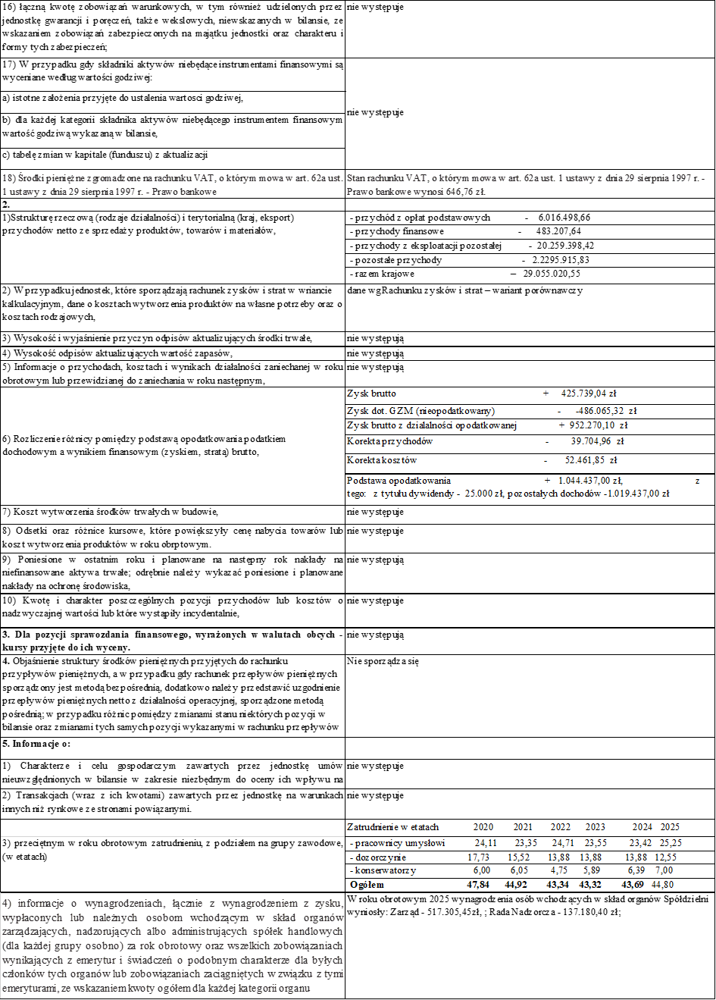 16) łączną kwotę zobowiązań warunkowych, w tym również udzielonych przez
jednostkę gwarancji i poręczeń, także wekslowych, niewskazanych w bilansie, ze
wskazaniem zobowiązań zabezpieczonych na majątku jednostki oraz charakteru i
formy tych zabezpieczeń;
nie występuje
17) W przypadku gdy składniki aktywów niebędące instrumentami finansowymi są
wyceniane według wartości godziwej:
a) istotne założenia przyjęte do ustalenia wartosci godziwej,
b) dla każdej kategorii składnika aktywów niebędącego instrumentem finansowym
wartość godziwą wykazaną w bilansie,
c) tabelę zmian w kapitale (funduszu) z aktualizacji
nie występuje
18) Środki pieniężne zgromadzone na rachunku VAT, o którym mowa w art. 62a ust.
1 ustawy z dnia 29 sierpnia 1997 r. - Prawo bankowe
Stan rachunku VAT, o którym mowa w art. 62a ust. 1 ustawy z dnia 29 sierpnia 1997 r. -
Prawo bankowe wynosi 646,76 zł.
2.
1)Sstrukturę rzeczową (rodzaje działalności) i terytorialną (kraj, eksport)
przychodów netto ze sprzedaży produktów, towarów i materiałów,
- przychód z opłat podstawowych - 6.016.498,66
- przychody finansowe - 483.207,64
- przychody z eksploatacji pozostałej - 20.259.398,42
- pozostałe przychody - 2.2295.915,83
- razem krajowe – 29.055.020,55
2) W przypadku jednostek, które sporządzają rachunek zysków i strat w wriancie
kalkulacyjnym, dane o kosztach wytworzenia produktów na własne potrzeby oraz o
kosztach rodzajowych,
dane wg Rachunku zysków i strat – wariant porównawczy
3) Wysokość i wyjaśnienie przyczyn odpisów aktualizujących środki trwałe,
nie występują
4) Wysokość odpisów aktualizujących wartość zapasów,
nie występują
5) Informacje o przychodach, kosztach i wynikach działalności zaniechanej w roku
obrotowym lub przewidzianej do zaniechania w roku następnym,
nie występują
6) Rozliczenie różnicy pomiędzy podstawą opodatkowania podatkiem
dochodowym a wynikiem finansowym (zyskiem, stratą) brutto,
Zysk brutto + 425.739,04 zł
Zysk dot. GZM (nieopodatkowany) - -486.065,32 zł
Zysk brutto z działalności opodatkowanej + 952.270,10 zł
Korekta przychodów - 39.704,96 zł
Korekta kosztów - 52.461,85 zł
Podstawa opodatkowania + 1.044.437,00 zł, z
tego: z tytułu dywidendy - 25.000 zł, pozostałych dochodów -1.019.437,00 zł
7) Koszt wytworzenia środków trwałych w budowie,
nie występuje
8) Odsetki oraz różnice kursowe, które powiększyły cenę nabycia towarów lub
koszt wytworzenia produktów w roku obrptowym.
nie występuje
9) Poniesione w ostatnim roku i planowane na następny rok nakłady na
niefinansowane aktywa trwałe; odrębnie należy wykazać poniesione i planowane
nakłady na ochronę środowiska,
nie występują
10) Kwotę i charakter poszczególnych pozycji przychodów lub kosztów o
nadzwyczajnej wartości lub które wystąpiły incydentalnie,
nie występuje
3. Dla pozycji sprawozdania finansowego, wyrażonych w walutach obcych -
kursy przyjęte do ich wyceny.
nie występują
4. Objaśnienie struktury środków pieniężnych przyjętych do rachunku
przypływów pieniężnych, a w przypadku gdy rachunek przepływów pieniężnych
sporządzony jest metodą bezpośrednią, dodatkowo należy przedstawić uzgodnienie
przepływów pieniężnych netto z działalności operacyjnej, sporządzone metodą
pośrednią; w przypadku różnic pomiędzy zmianami stanu niektórych pozycji w
bilansie oraz zmianami tych samych pozycji wykazanymi w rachunku przepływów
Nie sporządza się
5. Informacje o:
1) Charakterze i celu gospodarczym zawartych przez jednostkę umów
nieuwzględnionych w bilansie w zakresie niezbędnym do oceny ich wpływu na
nie występuje
2) Transakcjach (wraz z ich kwotami) zawartych przez jednostkę na warunkach
innych niż rynkowe ze stronami powiązanymi.
nie występuje
3) przeciętnym w roku obrotowym zatrudnieniu, z podziałem na grupy zawodowe,
(w etatach)
Zatrudnienie w etatach 2020 2021 2022 2023 2024 2025
- pracownicy umysłowi 24,11 23,35 24,71 23,55 23,42 25,25
- dozorczynie 17,73 15,52 13,88 13,88 13,88 12,55
- konserwatorzy 6,00 6,05 4,75 5,89 6,39 7,00
Ogółem 47,84 44,92 43,34 43,32 43,69 44,80
4) informacje o wynagrodzeniach, łącznie z wynagrodzeniem z zysku,
wypłaconych lub należnych osobom wchodzącym w skład organów
zarządzających, nadzorujących albo administrujących spółek handlowych
(dla każdej grupy osobno) za rok obrotowy oraz wszelkich zobowiązaniach
wynikających z emerytur i świadczeń o podobnym charakterze dla byłych
członków tych organów lub zobowiązaniach zaciągniętych w związku z tymi
emeryturami, ze wskazaniem kwoty ogółem dla każdej kategorii organu
W roku obrotowym 2025 wynagrodzenia osób wchodzących w skład organów Spółdzielni
wyniosły: Zarząd - 517.305,45zł, ; Rada Nadzorcza - 137.180,40 zł;